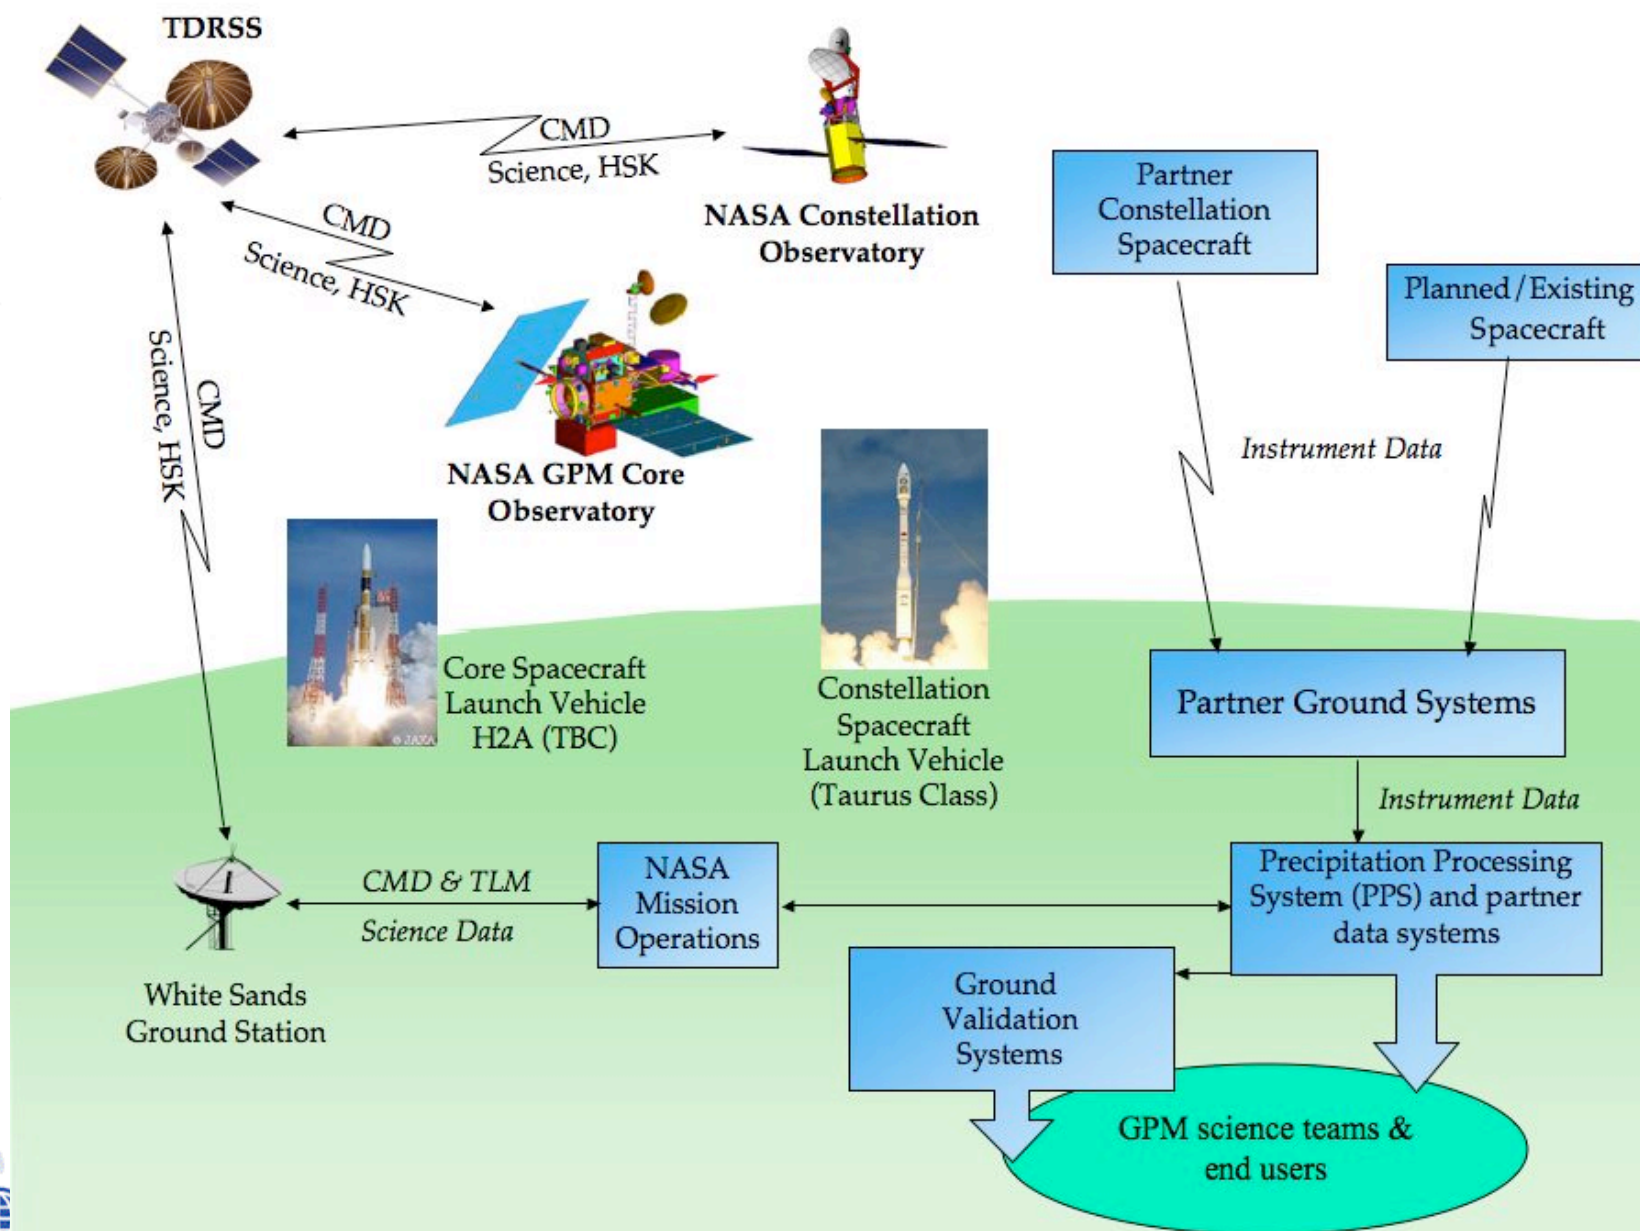 TDRSS
CMD
Science, HSK
NASA Constellation
Observatory
CMD
Science, HSK
NASA GPM Core
Observatory
CMD
Science, HSK
Partner
Constellation
Spacecraft
Planned/Existing
Spacecraft
Instrument Data
© JAXA
Core Spacecraft
Launch Vehicle
H2A (TBC)
Constellation
Spacecraft
Launch Vehicle
(Taurus Class)
Partner Ground Systems
Instrument Data
White Sands
Ground Station
CMD & TLM
Science Data
NASA
Mission
Operations
Precipitation Processing
System (PPS) and partner
data systems
Ground
Validation
Systems
GPM science teams &
end users